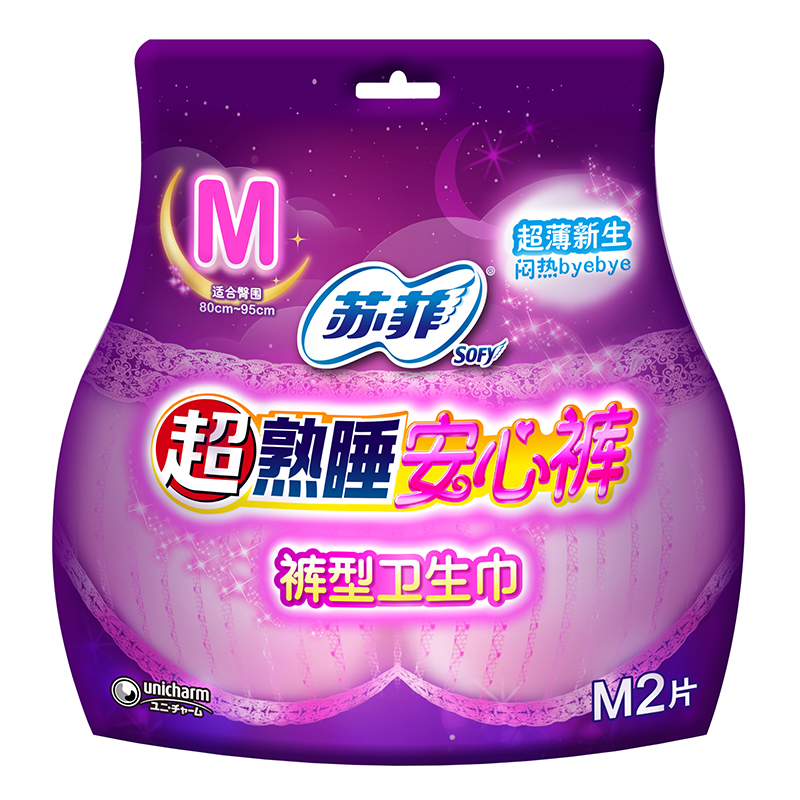 M
适合臀围
80cm~95cm
超薄新生
闷热byebye
苏菲®
SOFY
超熟睡安心裤
裤型卫生巾
unicharm
ユニ・チャーム
M2片